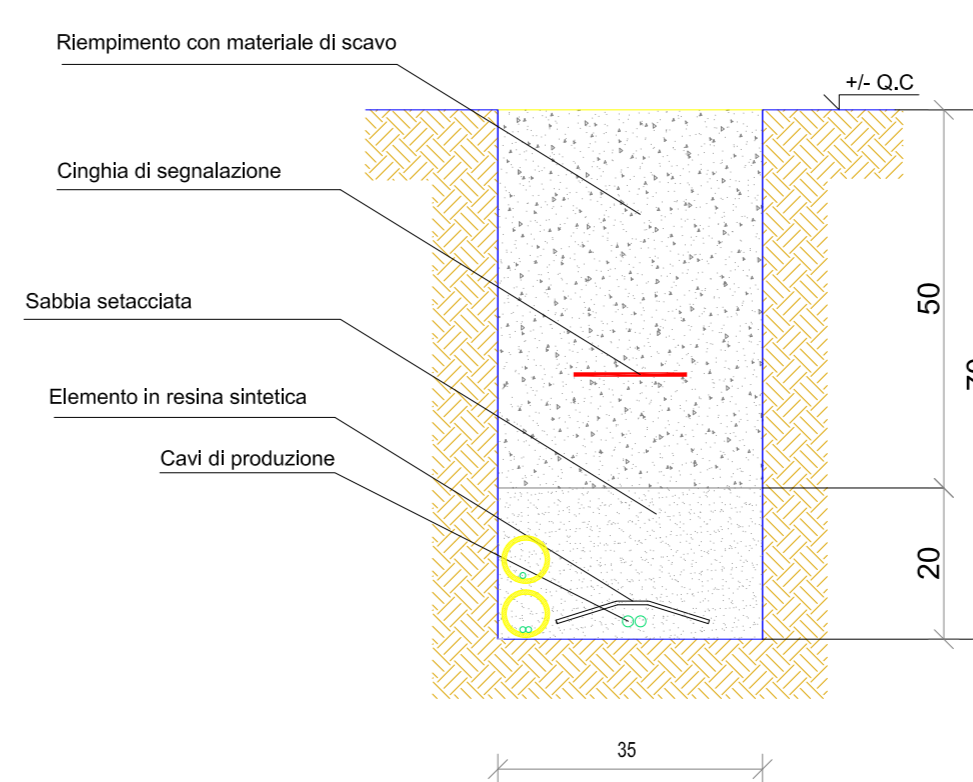 Riempimento con materiale di scavo
+/- Q.C
Cinghia di segnalazione
50
Sabbia setacciata
Elemento in resina sintetica
Cavi di produzione
20
35